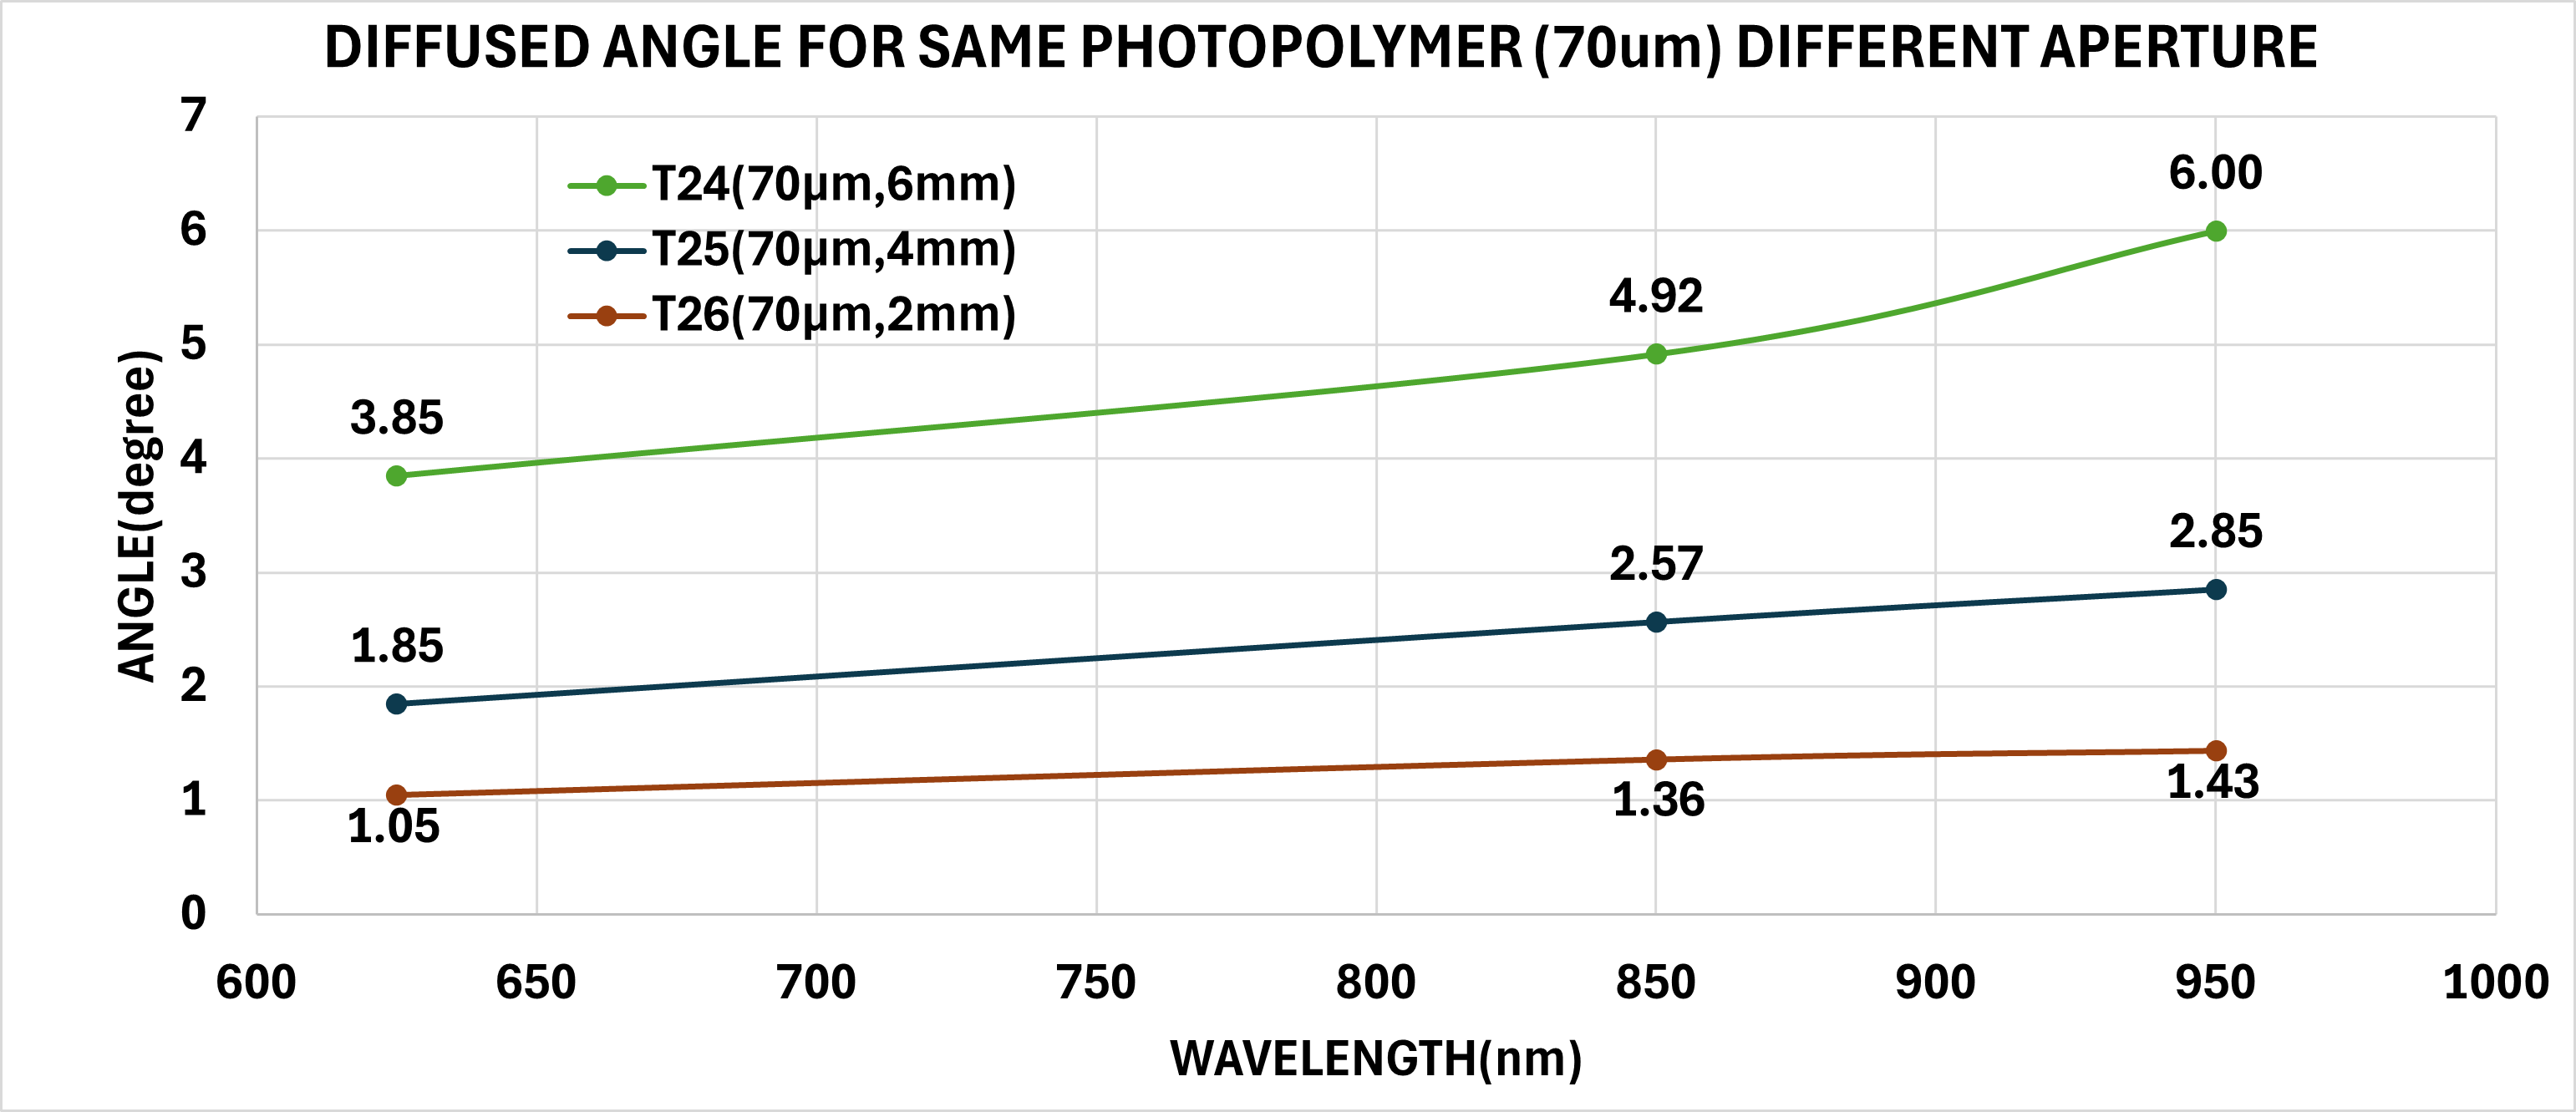 DIFFUSED ANGLE FOR SAME PHOTOPOLYMER (70um) DIFFERENT APERTURE
7
6
5
4
3
2
1
0
ANGLE(degree)
T24(70µm,6mm)
T25(70µm,4mm)
T26(70µm,2mm)
3.85
4.92
6.00
1.85
2.57
2.85
1.05
1.36
1.43
600 650 700 750 800 850 900 950 1000
WAVELENGTH(nm)